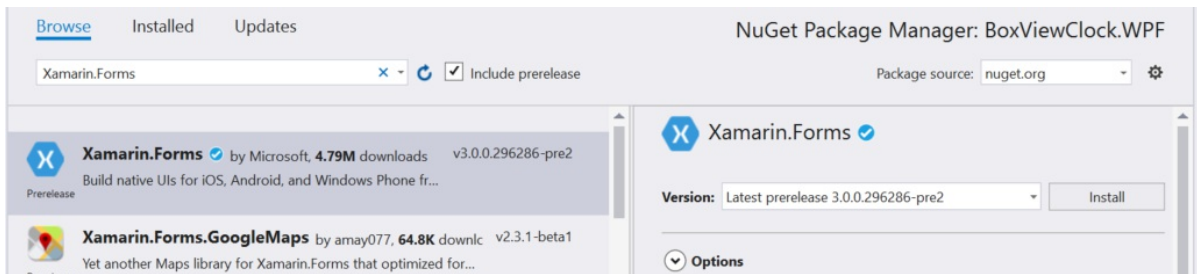 Browse Installed Updates NuGet Package Manager: BoxViewClock.WPF
Xamarin.Forms Include prerelease Package source: nuget.org
Xamarin.Forms by Microsoft, 4.79M downloads v3.0.0.296286-pre2
Build native UIs for iOS, Android, and Windows Phone fr...
Prerelease
Xamarin.Forms.GoogleMaps by amay077, 64.8K downlc v2.3.1-beta1
Yet another Maps library for Xamarin.Forms that optimized for...
Xamarin.Forms
Version: Latest prerelease 3.0.0.296286-pre2 Install
Options